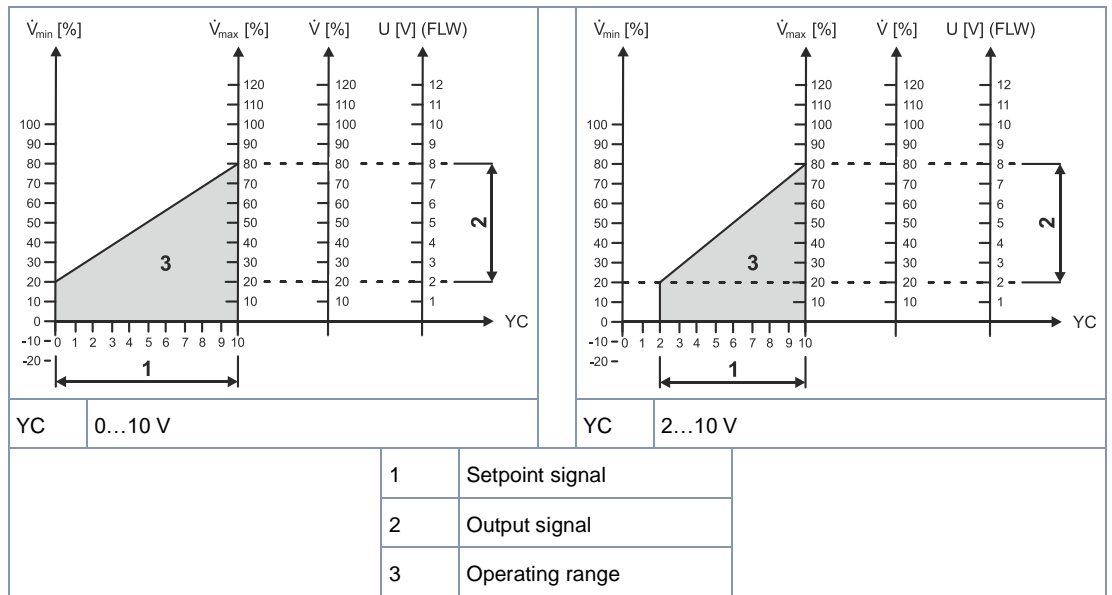 V̇min [%] V̇max [%] V̇ [%] U [V] (FLW)
120 120 12
110 110 11
100 100 100 10
90 90 90 9
80 80 80 8
70 70 70 7
60 60 60 6
50 50 50 5
40 40 40 4
30 30 30 3
20 20 20 2
10 10 10 1
0
-10
-20
0 1 2 3 4 5 6 7 8 9 10
YC
1
2
3
YC 0…10 V
V̇min [%] V̇max [%] V̇ [%] U [V] (FLW)
120 120 12
110 110 11
100 100 100 10
90 90 90 9
80 80 80 8
70 70 70 7
60 60 60 6
50 50 50 5
40 40 40 4
30 30 30 3
20 20 20 2
10 10 10 1
0
-10
-20
0 1 2 3 4 5 6 7 8 9 10
YC
1
2
3
YC 2…10 V
1 Setpoint signal
2 Output signal
3 Operating range